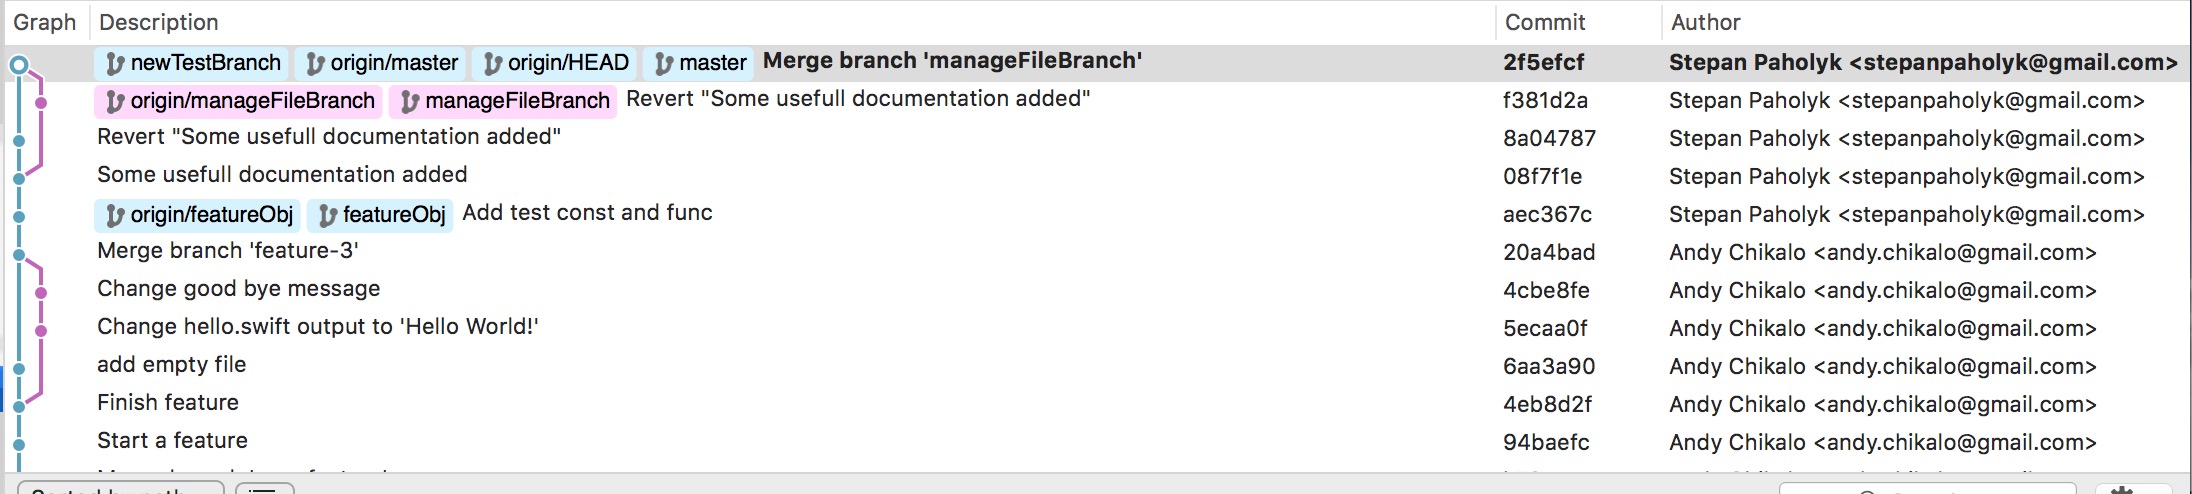 Graph Description Commit Author
newTestBranch origin/master origin/HEAD master Merge branch 'manageFileBranch' 2f5efcf Stepan Paholyk <stepanpaholyk@gmail.com>
origin/manageFileBranch manageFileBranch Revert "Some usefull documentation added" f381d2a Stepan Paholyk <stepanpaholyk@gmail.com>
Revert "Some usefull documentation added" 8a04787 Stepan Paholyk <stepanpaholyk@gmail.com>
Some usefull documentation added 08f7f1e Stepan Paholyk <stepanpaholyk@gmail.com>
origin/featureObj featureObj Add test const and func aec367c Stepan Paholyk <stepanpaholyk@gmail.com>
Merge branch 'feature-3' 20a4bad Andy Chikalo <andy.chikalo@gmail.com>
Change good bye message 4cbe8fe Andy Chikalo <andy.chikalo@gmail.com>
Change hello.swift output to 'Hello World!' 5ecaa0f Andy Chikalo <andy.chikalo@gmail.com>
add empty file 6aa3a90 Andy Chikalo <andy.chikalo@gmail.com>
Finish feature 4eb8d2f Andy Chikalo <andy.chikalo@gmail.com>
Start a feature 94baefc Andy Chikalo <andy.chikalo@gmail.com>